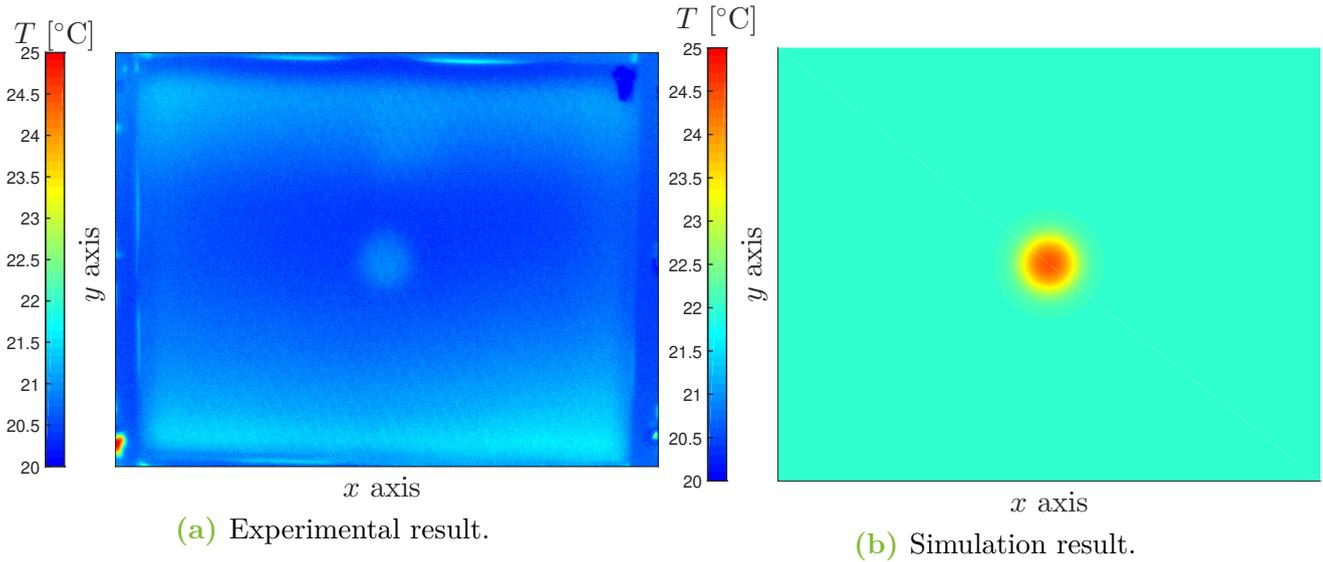 T [°C]
25
24.5
24
23.5
23
22.5
22
21.5
21
20.5
20
y axis
x axis
(a) Experimental result.
T [°C]
25
24.5
24
23.5
23
22.5
22
21.5
21
20.5
20
y axis
x axis
(b) Simulation result.